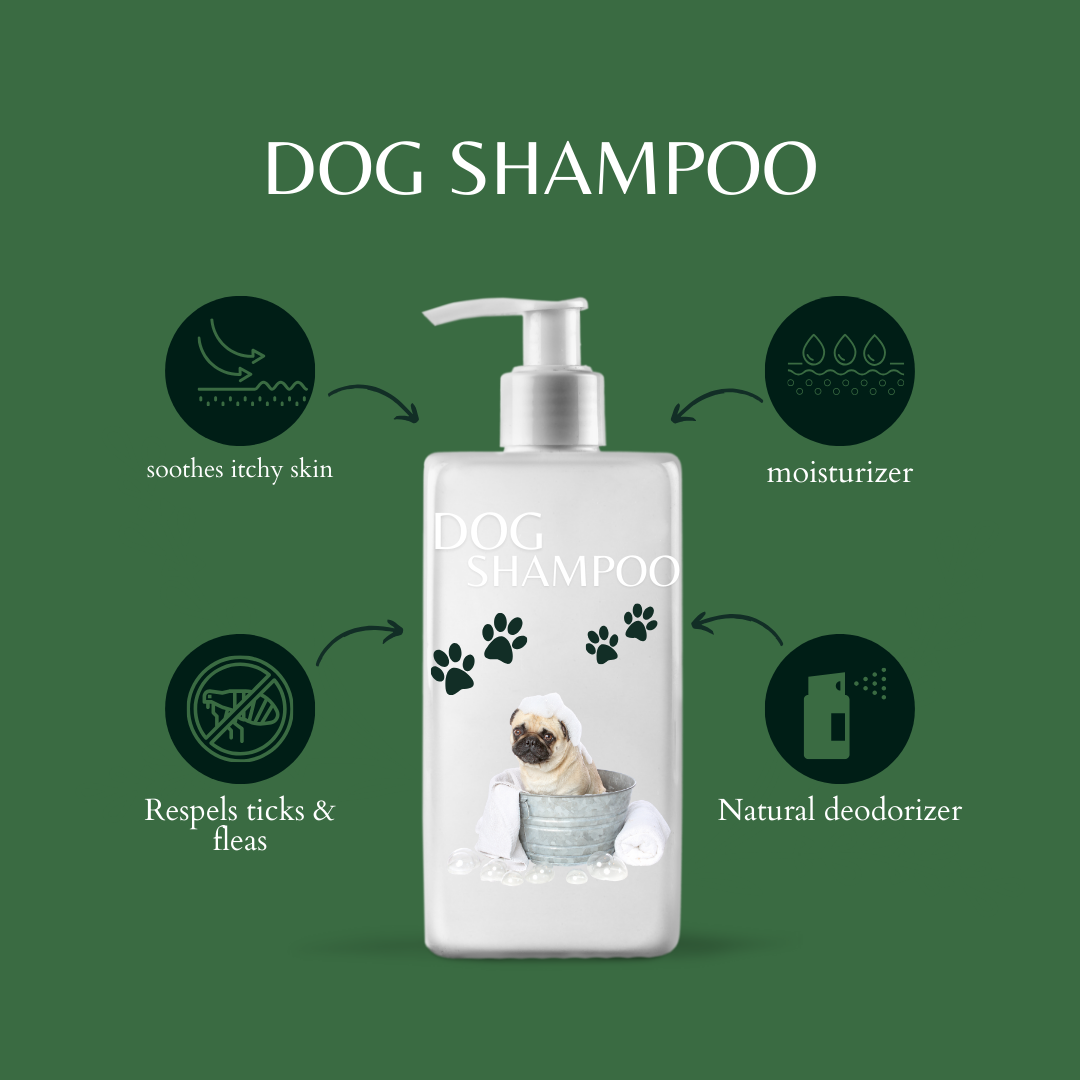 DOG SHAMPOO
soothes itchy skin
moisturizer
DOG
SHAMPOO
Respels ticks &
fleas
Natural deodorizer